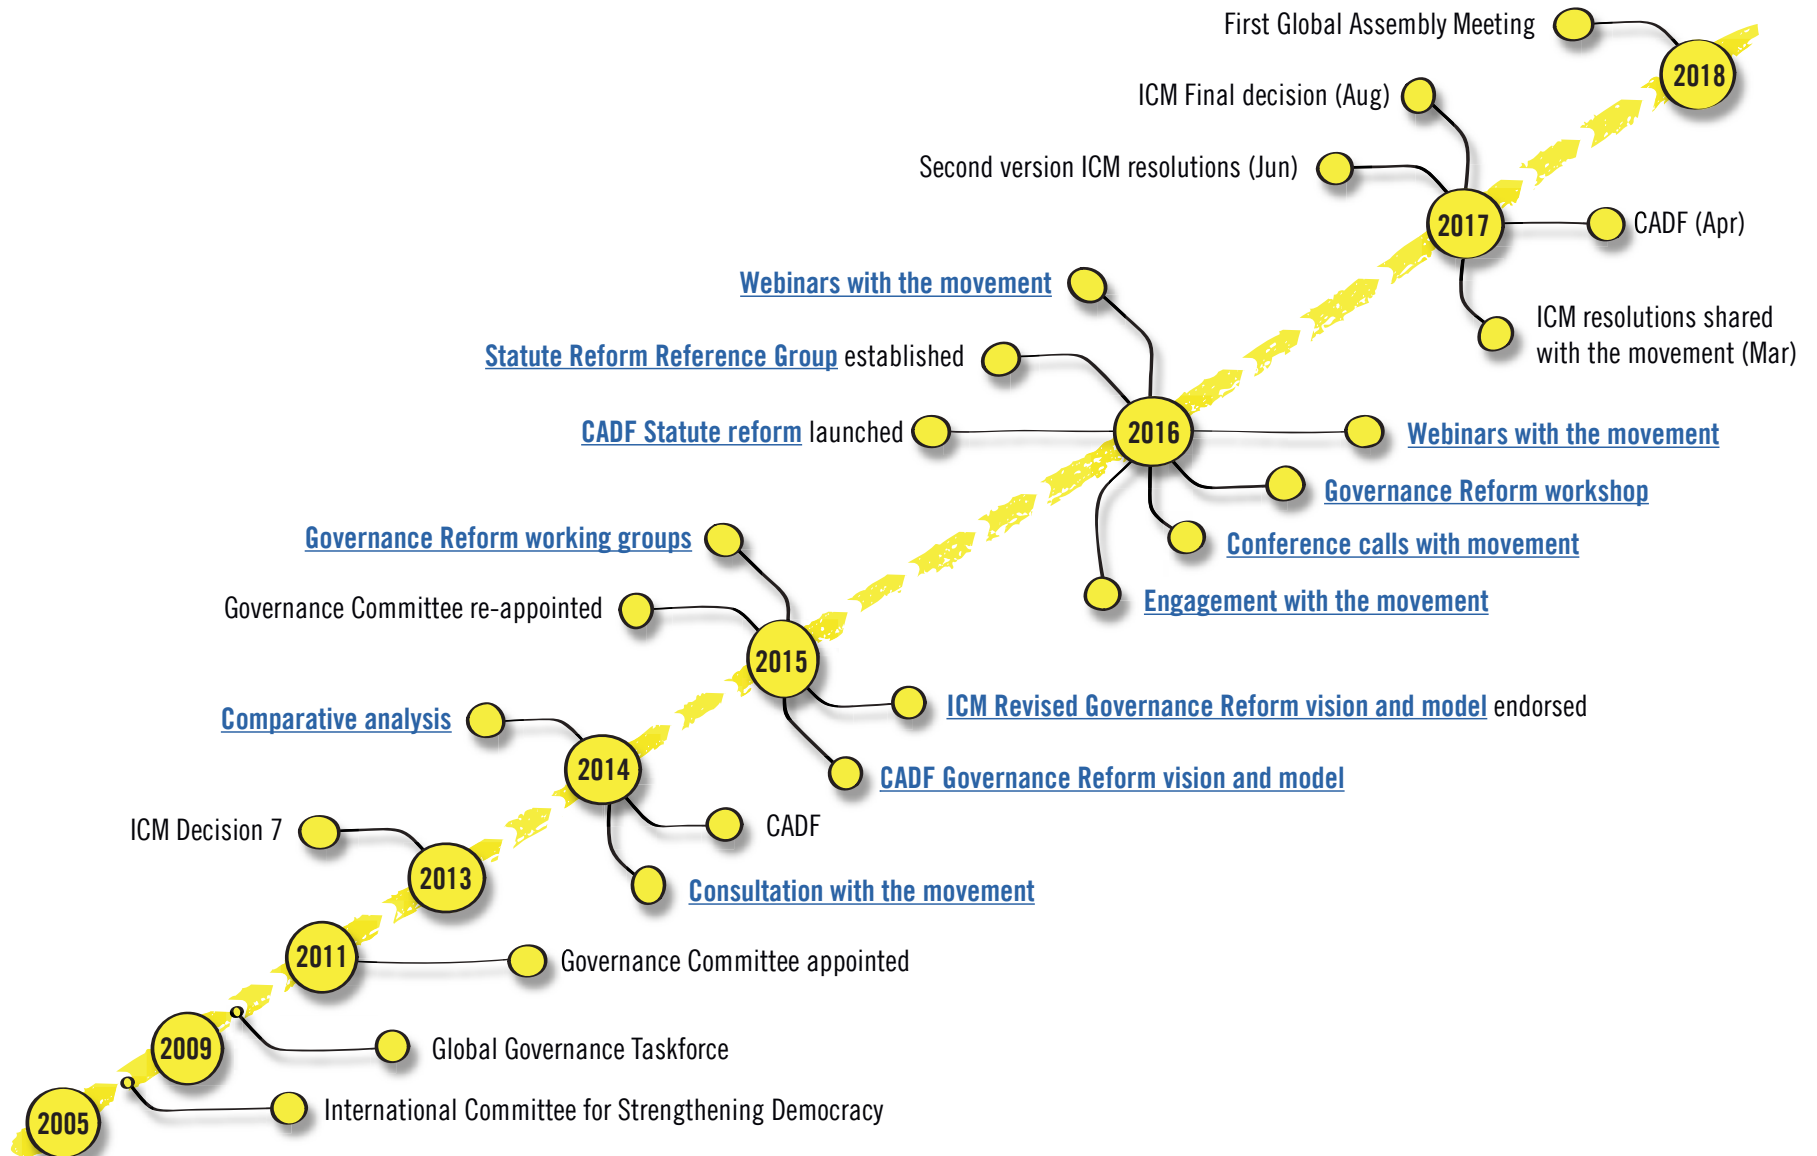 First Global Assembly Meeting
2018
ICM Final decision (Aug)
Second version ICM resolutions (Jun)
2017
CADF (Apr)
ICM resolutions shared
with the movement (Mar)
Webinars with the movement
Statute Reform Reference Group established
CADF Statute reform launched
2016
Webinars with the movement
Governance Reform workshop
Conference calls with movement
Engagement with the movement
Governance Reform working groups
Governance Committee re-appointed
2015
ICM Revised Governance Reform vision and model endorsed
CADF Governance Reform vision and model
Comparative analysis
2014
CADF
Consultation with the movement
ICM Decision 7
2013
2011
Governance Committee appointed
2009
Global Governance Taskforce
2005
International Committee for Strengthening Democracy